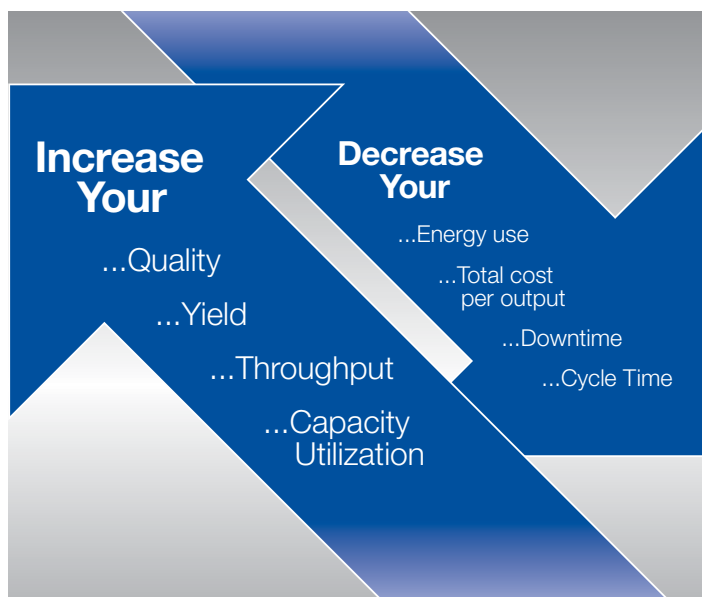 Increase
Your
...Quality
...Yield
...Throughput
...Capacity
Utilization
Decrease
Your
...Energy use
...Total cost
per output
...Downtime
...Cycle Time